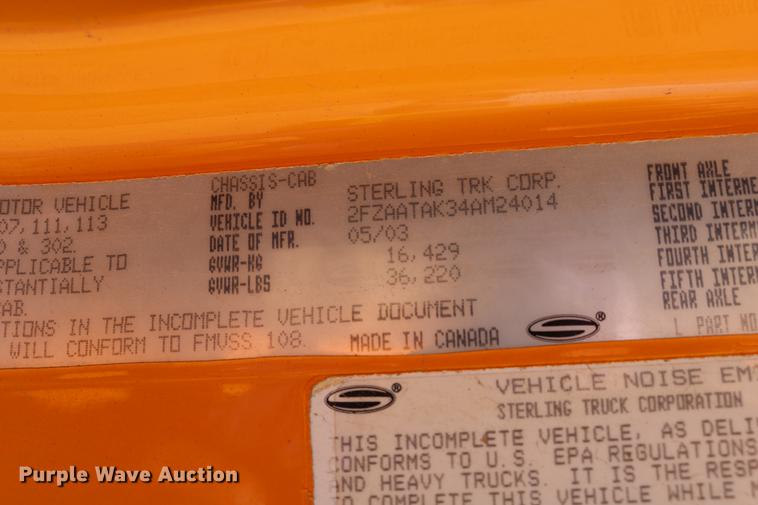 OTOR VEHICLE
07, 111, 113
0 & 302.
PPLICABLE TO
STANTIALLY
CAB.
TIONS IN THE INCOMPLETE VEHICLE DOCUMENT
WILL CONFORM TO FMVSS 108.
MADE IN CANADA
CHASSIS-CAB
MFD. BY STERLING TRK CORP.
VEHICLE ID NO. 2FZAATAK34AM24014
DATE OF MFR. 05/03
GVWR-KG 16,429
GVWR-LBS 36,220
FRONT AXLE
FIRST INTERME
SECOND INTERM
THIRD INTERM
FOURTH INTER
FIFTH INTER
REAR AXLE
L PART NO
VEHICLE NOISE EM
STERLING TRUCK CORPORATION
THIS INCOMPLETE VEHICLE, AS DELI
CONFORMS TO U.S. EPA REGULATIONS
AND HEAVY TRUCKS. IT IS THE RESP
TO COMPLETE THIS VEHICLE WHILE M
Purple Wave Auction